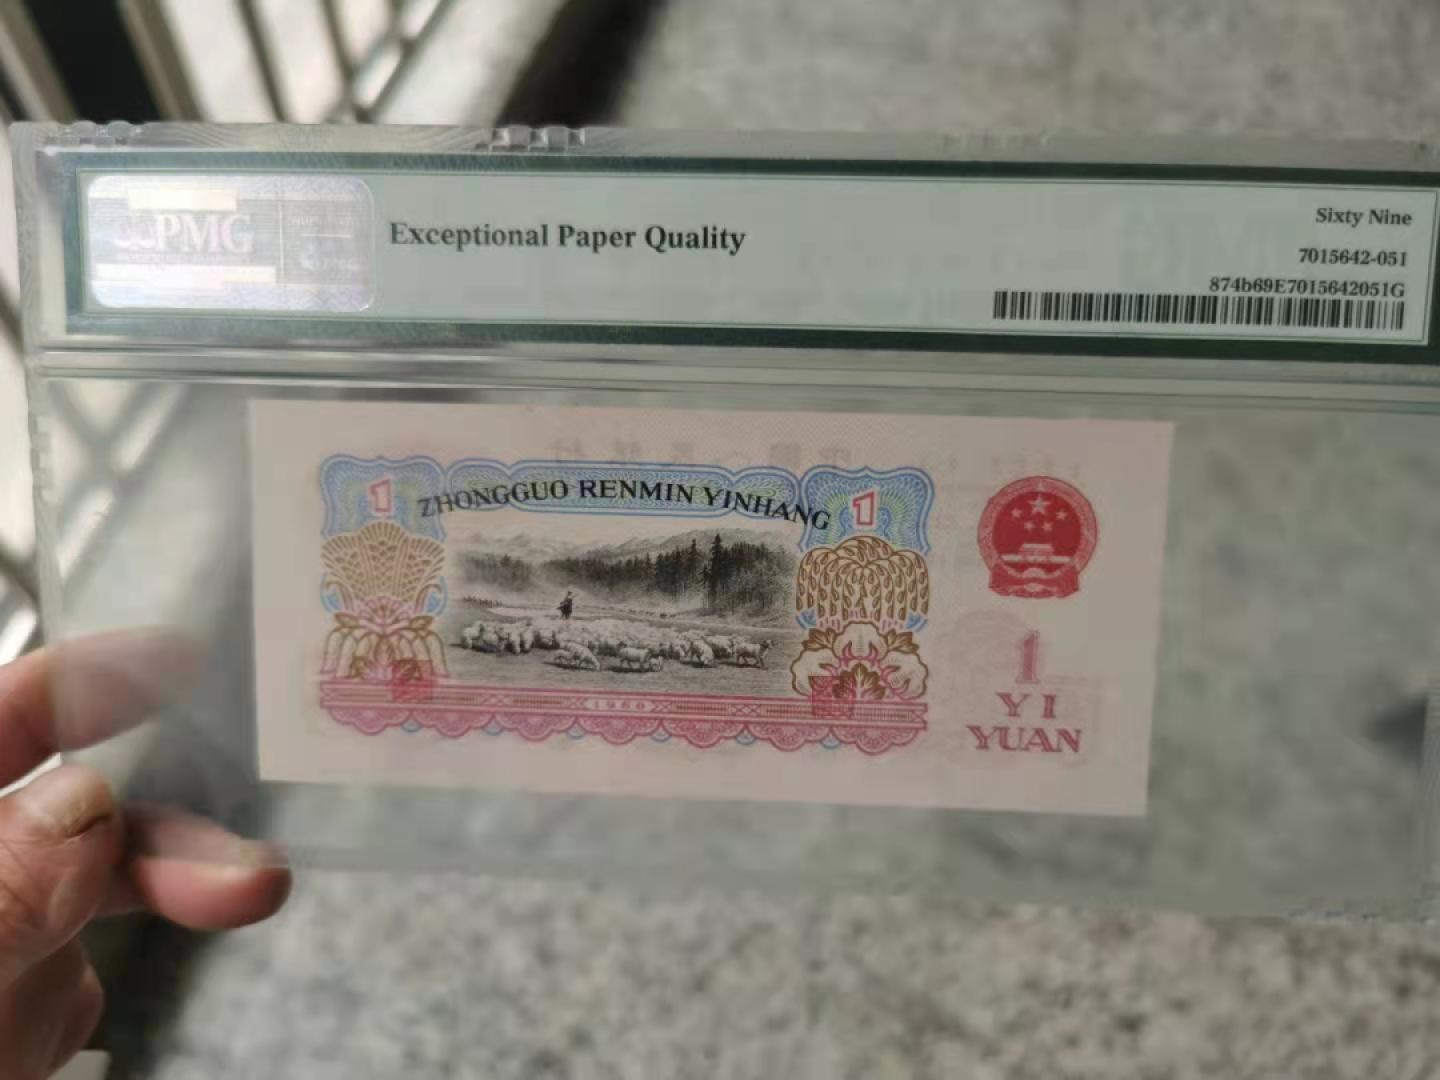 PMG
Exceptional Paper Quality
Sixty Nine
7015642-051
874b69E7015642051G
1
ZHONGGUO RENMIN YINHANG
1
1960
1
YI
YUAN